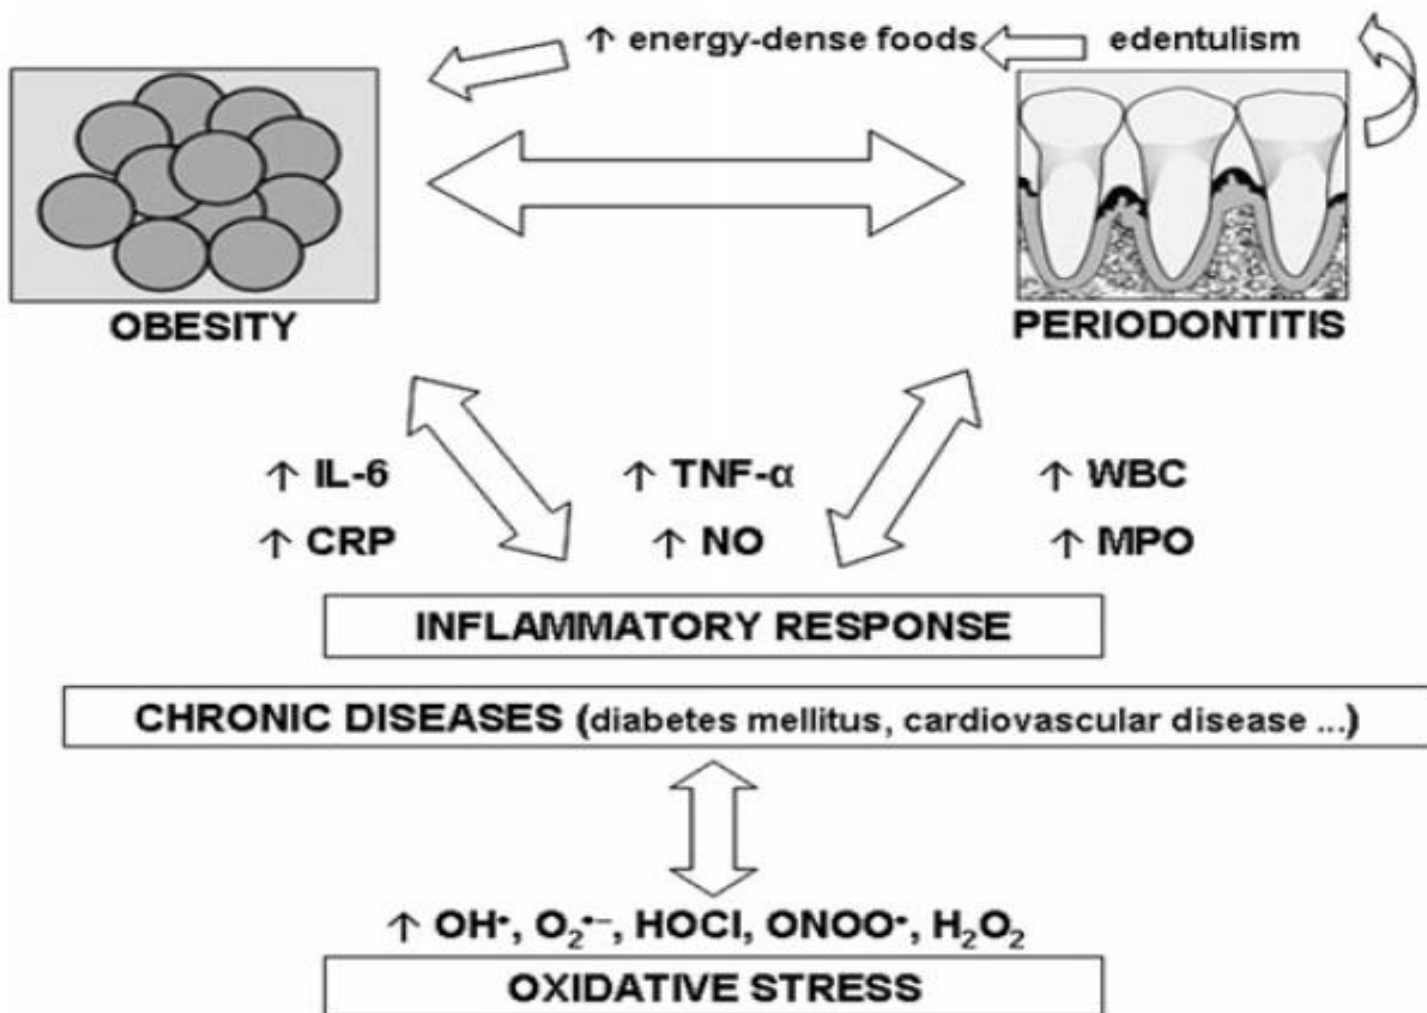 ↑ energy-dense foods
edentulism
OBESITY
PERIODONTITIS
↑ IL-6
↑ TNF-α
↑ WBC
↑ CRP
↑ NO
↑ MPO
INFLAMMATORY RESPONSE
CHRONIC DISEASES (diabetes mellitus, cardiovascular disease ...)
↑ OH•, O₂•−, HOCl, ONOO•, H₂O₂
OXIDATIVE STRESS